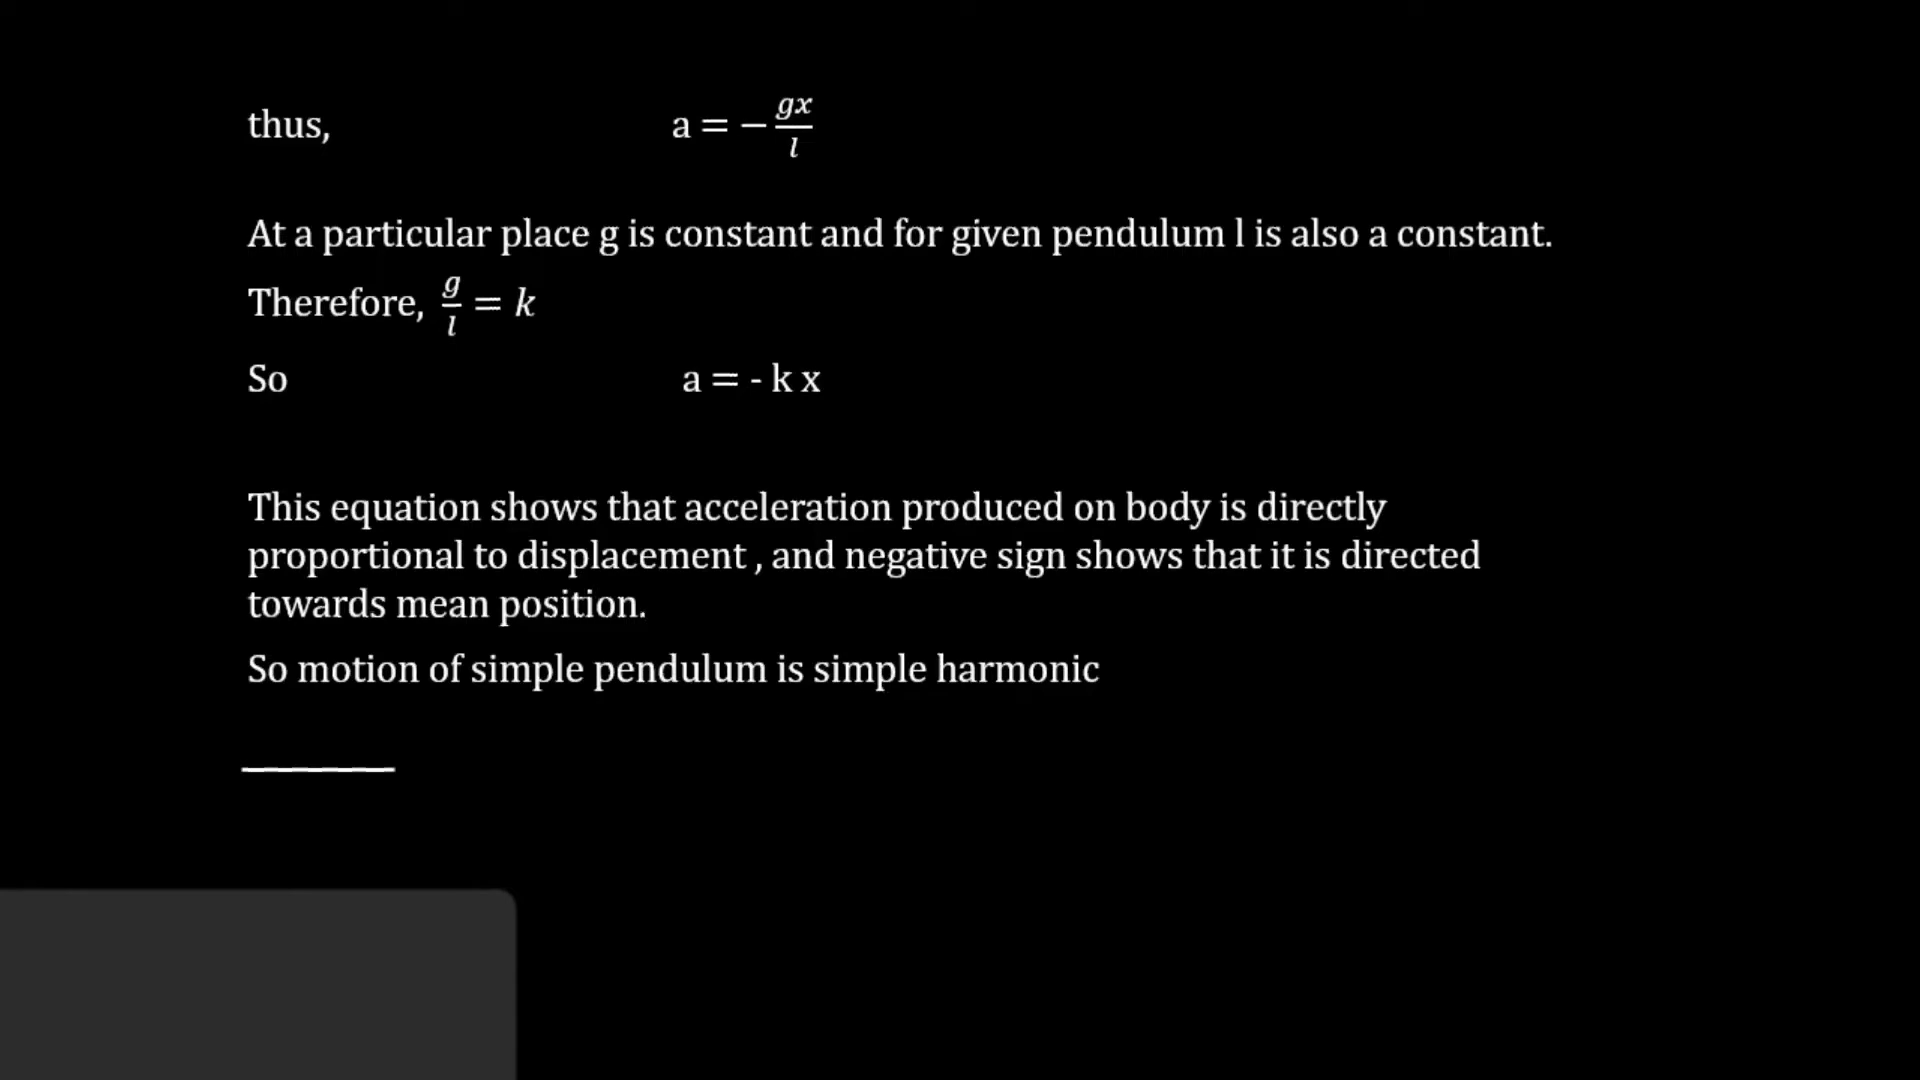 thus, a = − gx/l
At a particular place g is constant and for given pendulum l is also a constant.
Therefore, g/l = k
So a = - k x
This equation shows that acceleration produced on body is directly
proportional to displacement , and negative sign shows that it is directed
towards mean position.
So motion of simple pendulum is simple harmonic